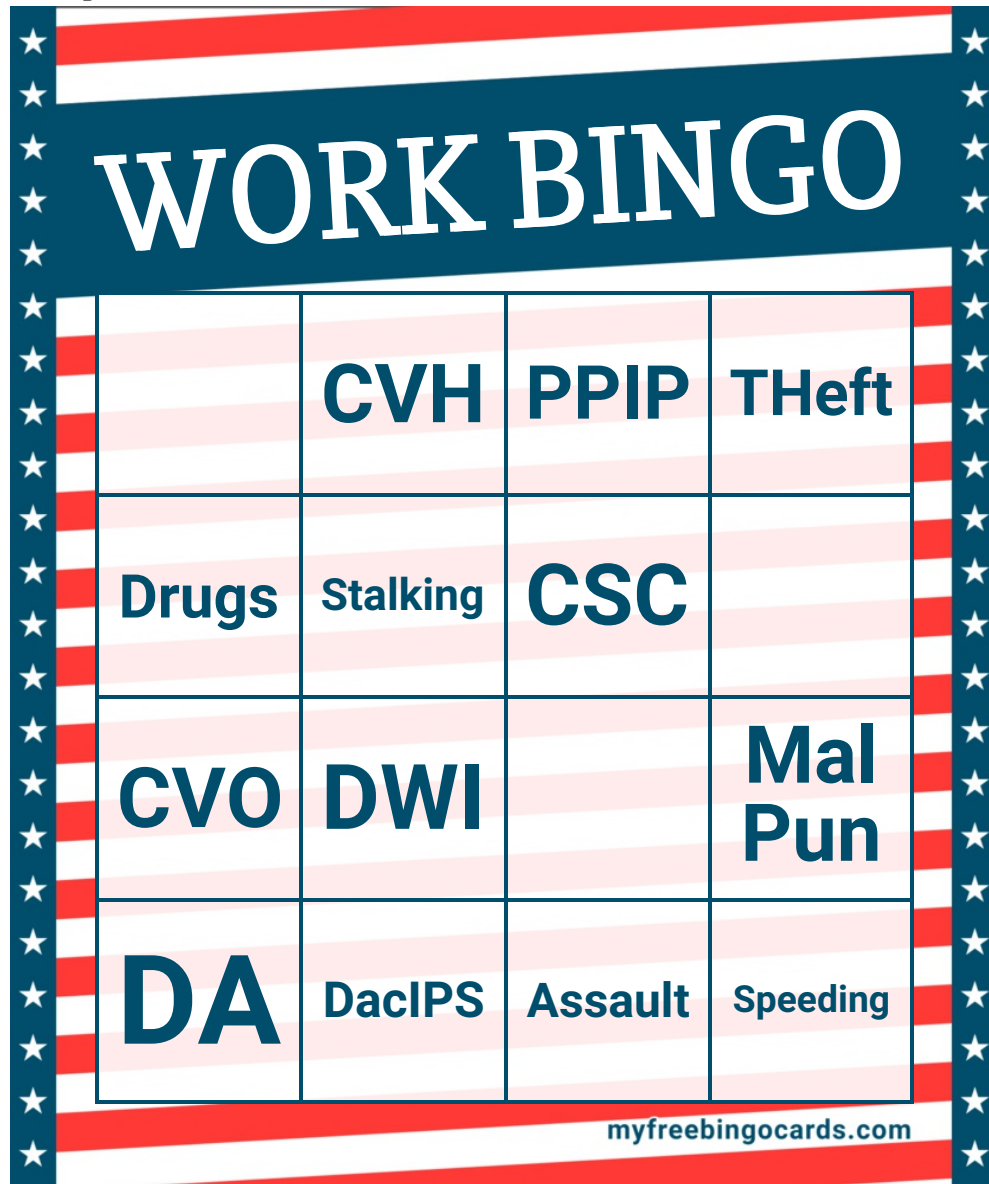 WORK BINGO
CVH
PPIP
THeft
Drugs
Stalking
CSC
CVO
DWI
Mal
Pun
DA
DacIPS
Assault
Speeding
myfreebingocards.com